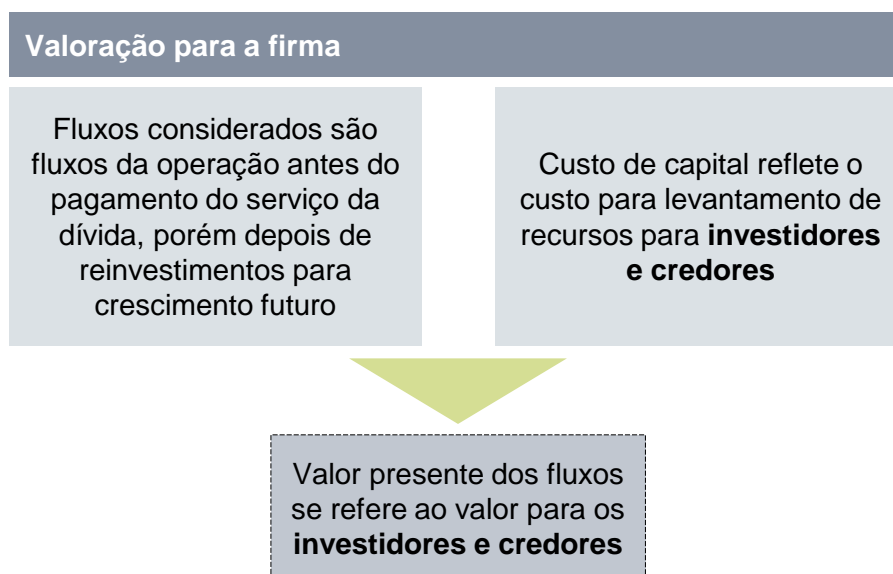 Valoração para a firma
Fluxos considerados são
fluxos da operação antes do
pagamento do serviço da
dívida, porém depois de
reinvestimentos para
crescimento futuro
Custo de capital reflete o
custo para levantamento de
recursos para investidores
e credores
Valor presente dos fluxos
se refere ao valor para os
investidores e credores